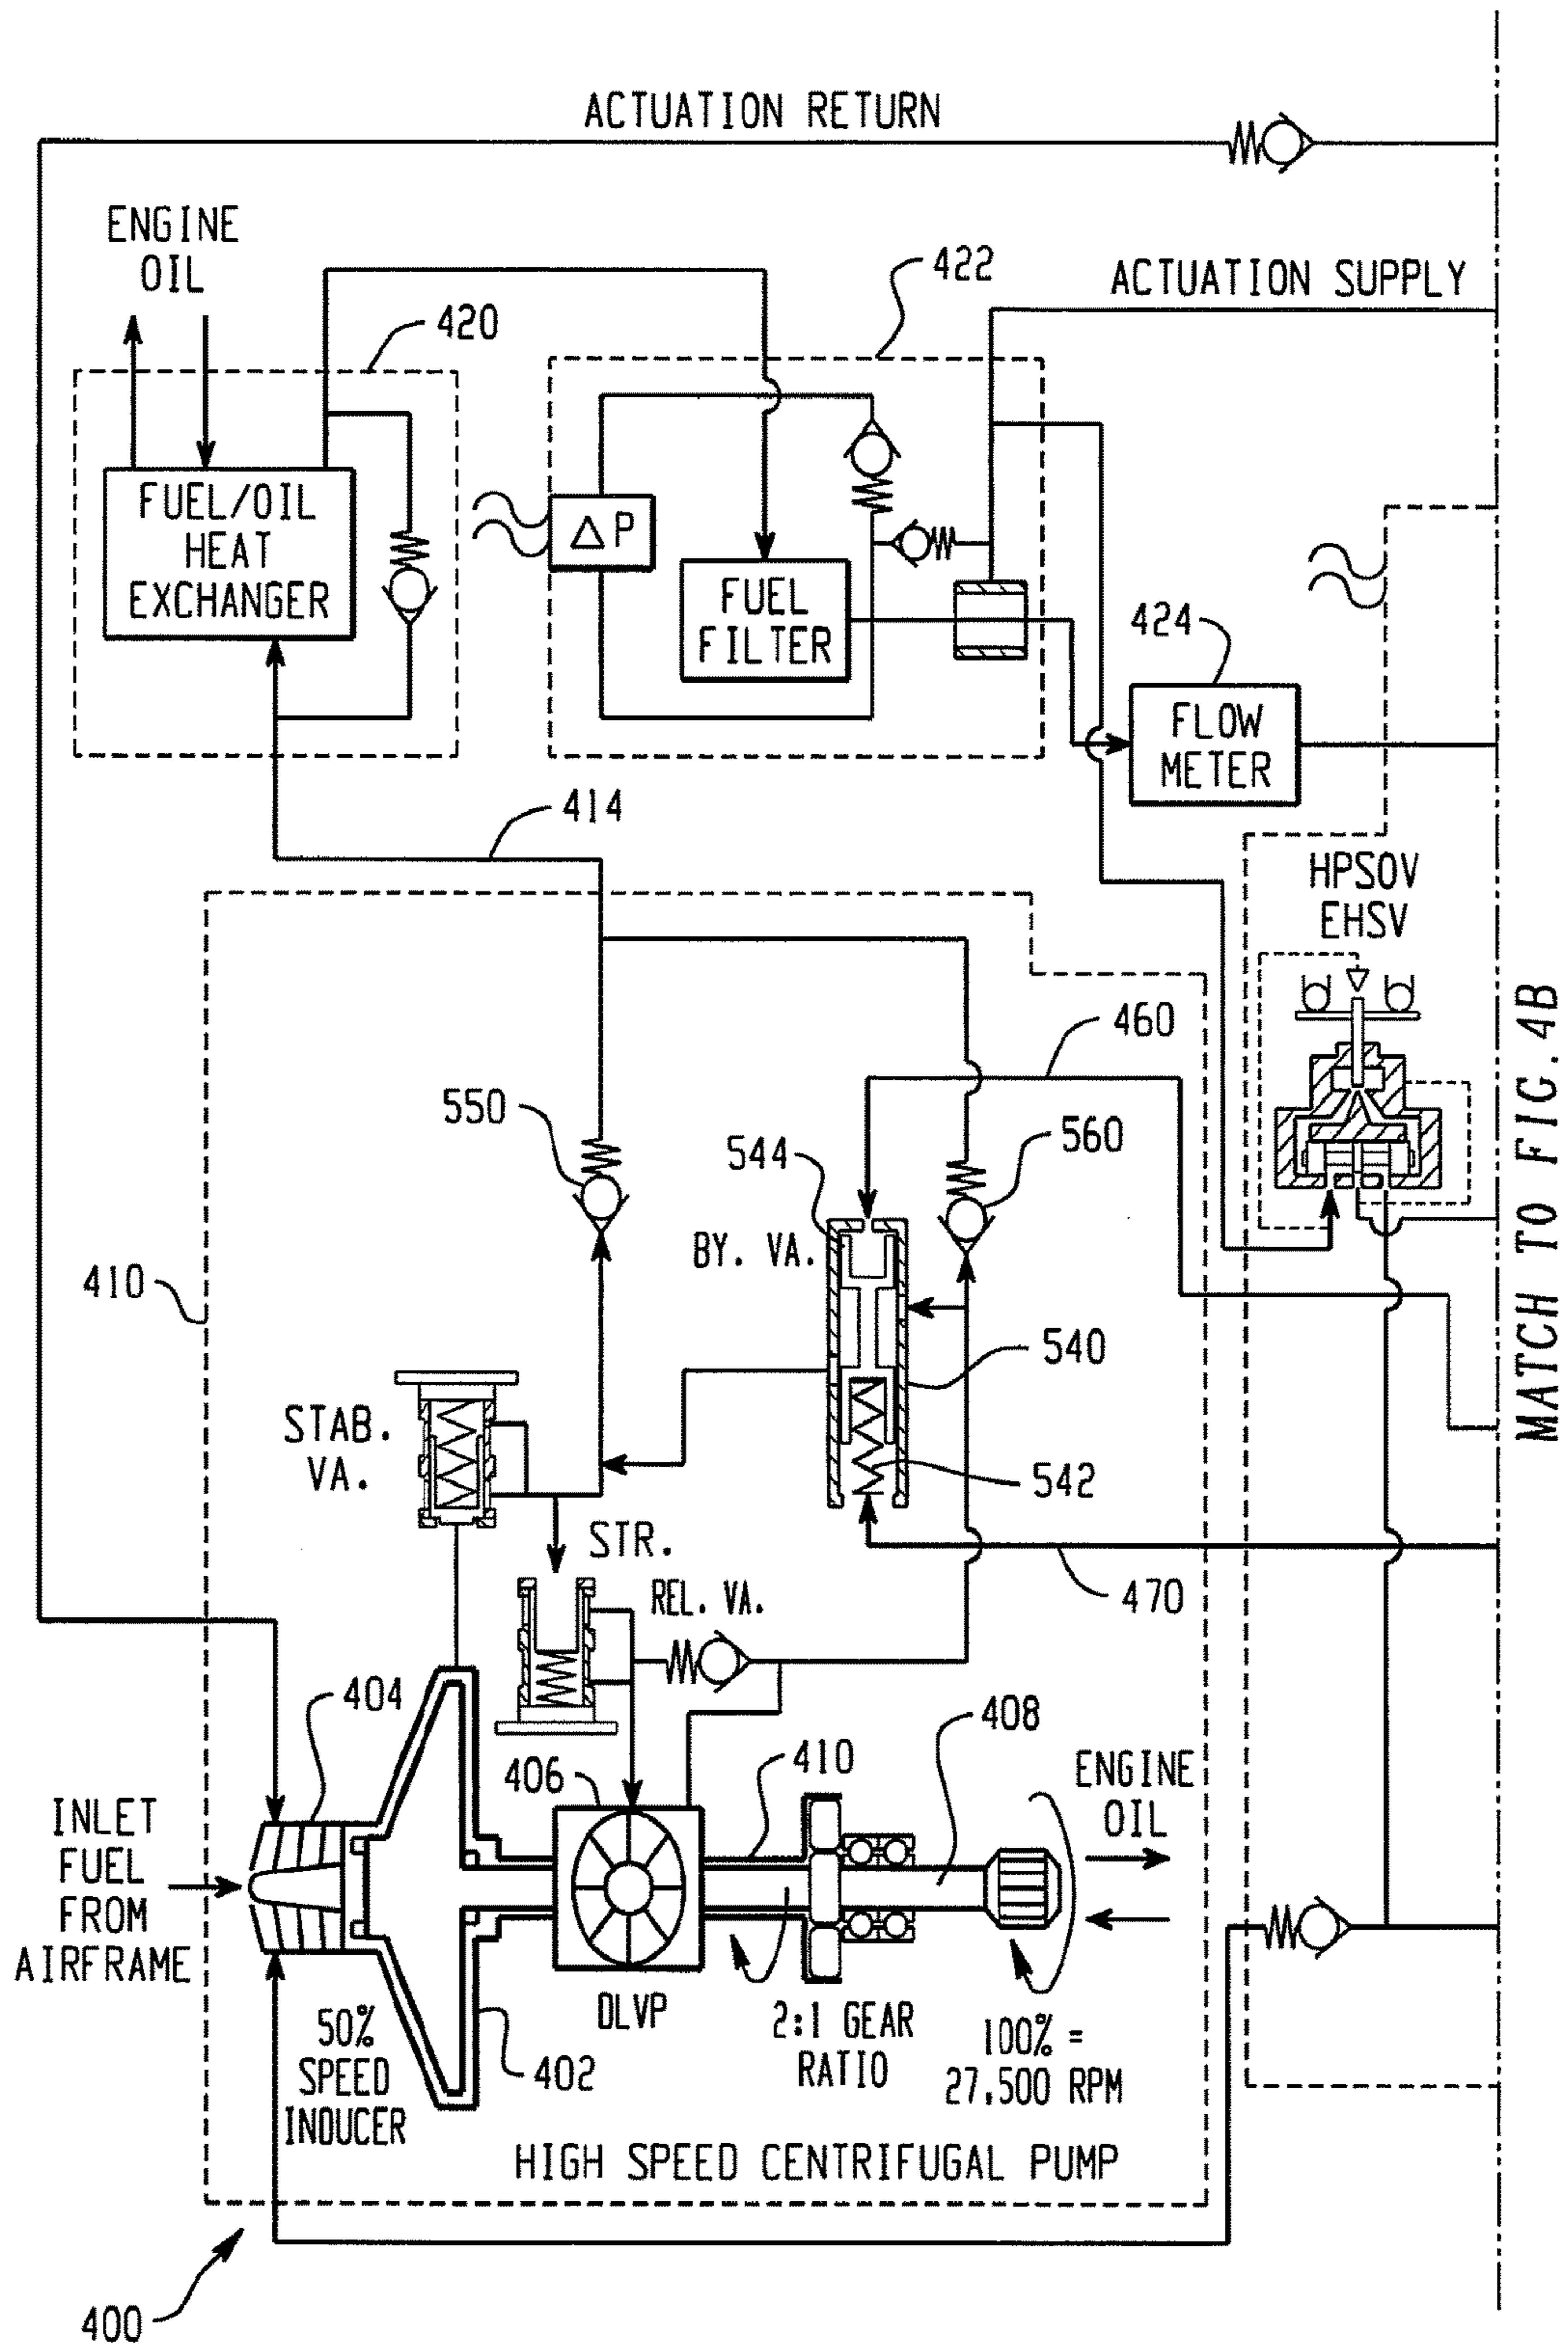 ACTUATION RETURN
ENGINE
OIL
422
ACTUATION SUPPLY
420
FUEL/OIL
HEAT
EXCHANGER
△ P
FUEL
FILTER
424
FLOW
METER
414
HPSOV
EHSV
460
550
544
560
BY. VA.
410
540
STAB.
VA.
542
STR.
REL. VA.
470
404
408
406
410
ENGINE
OIL
INLET
FUEL
FROM
AIRFRAME
DLVP
2:1 GEAR
RATIO
100% =
27,500 RPM
50%
SPEED
INDUCER
402
HIGH SPEED CENTRIFUGAL PUMP
400
MATCH TO FIG. 4B